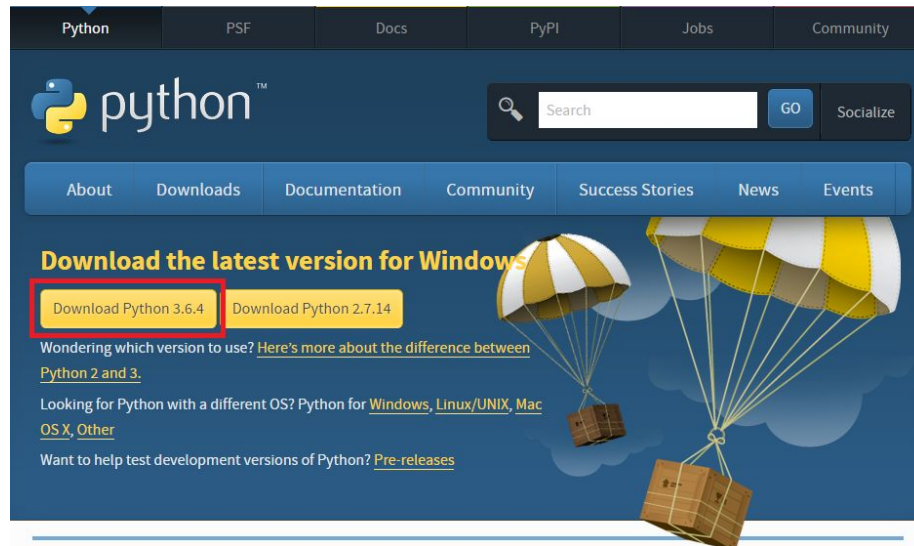 Python PSF Docs PyPI Jobs Community
python™
Search GO Socialize
About Downloads Documentation Community Success Stories News Events
Download the latest version for Windows
Download Python 3.6.4 Download Python 2.7.14
Wondering which version to use? Here's more about the difference between
Python 2 and 3.
Looking for Python with a different OS? Python for Windows, Linux/UNIX, Mac
OS X, Other
Want to help test development versions of Python? Pre-releases